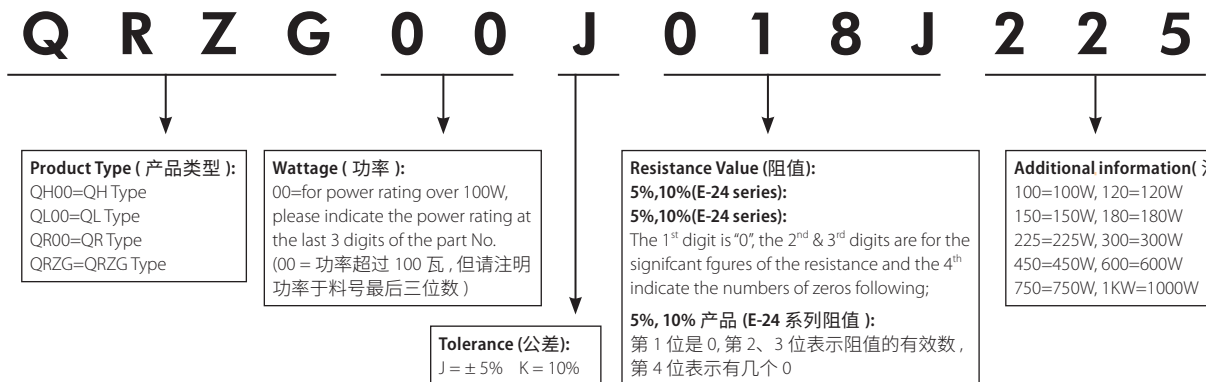 QRZG00J018J225
Product Type ( 产品类型 ):
QH00=QH Type
QL00=QL Type
QR00=QR Type
QRZG=QRZG Type
Wattage ( 功率 ):
00=for power rating over 100W,
please indicate the power rating at
the last 3 digits of the part No.
(00 = 功率超过 100 瓦 , 但请注明
功率于料号最后三位数 )
Tolerance (公差):
J = ± 5% K = 10%
Resistance Value (阻值):
5%,10%(E-24 series):
5%,10%(E-24 series):
The 1st digit is “0”, the 2nd & 3rd digits are for the
signifcant fgures of the resistance and the 4th
indicate the numbers of zeros following;
5%, 10% 产品 (E-24 系列阻值 ):
第 1 位是 0, 第 2、3 位表示阻值的有效数 ,
第 4 位表示有几个 0
Additional information(
100=100W, 120=120W
150=150W, 180=180W
225=225W, 300=300W
450=450W, 600=600W
750=750W, 1KW=1000W